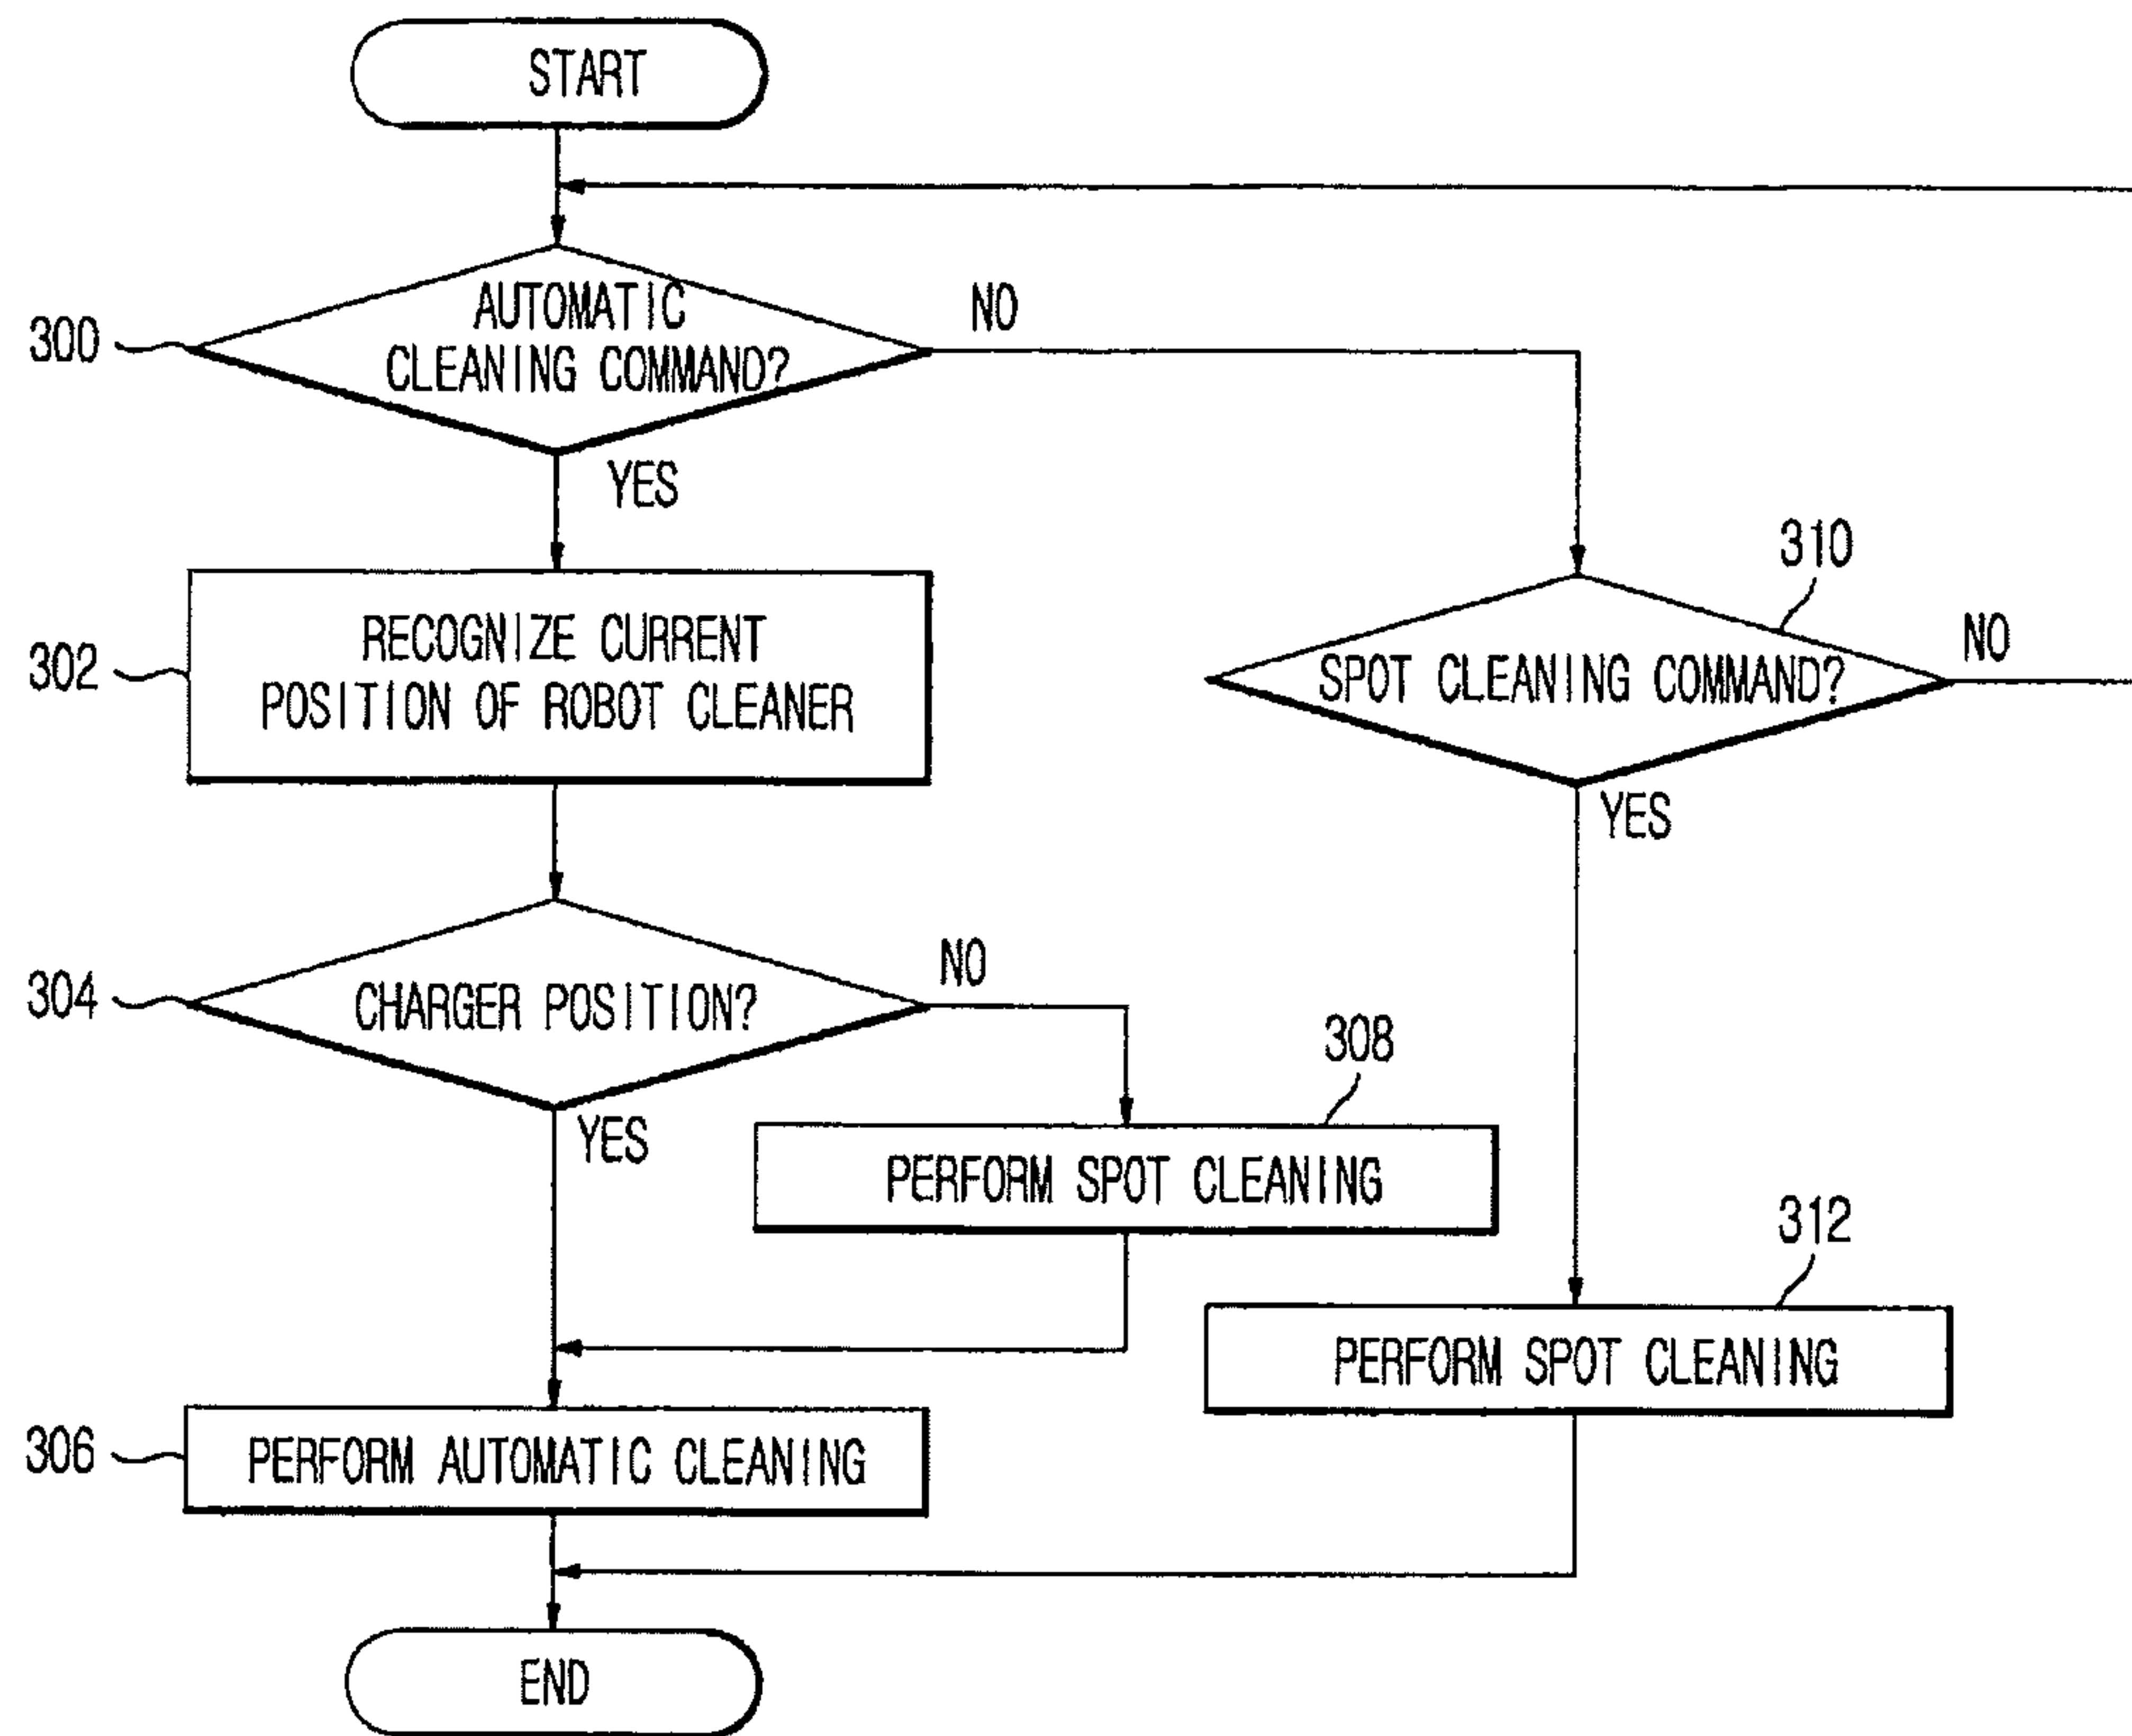 START
300
AUTOMATIC
CLEANING COMMAND?
NO
YES
302
RECOGNIZE CURRENT
POSITION OF ROBOT CLEANER
310
SPOT CLEANING COMMAND?
NO
YES
304
CHARGER POSITION?
NO
YES
308
PERFORM SPOT CLEANING
312
PERFORM SPOT CLEANING
306
PERFORM AUTOMATIC CLEANING
END